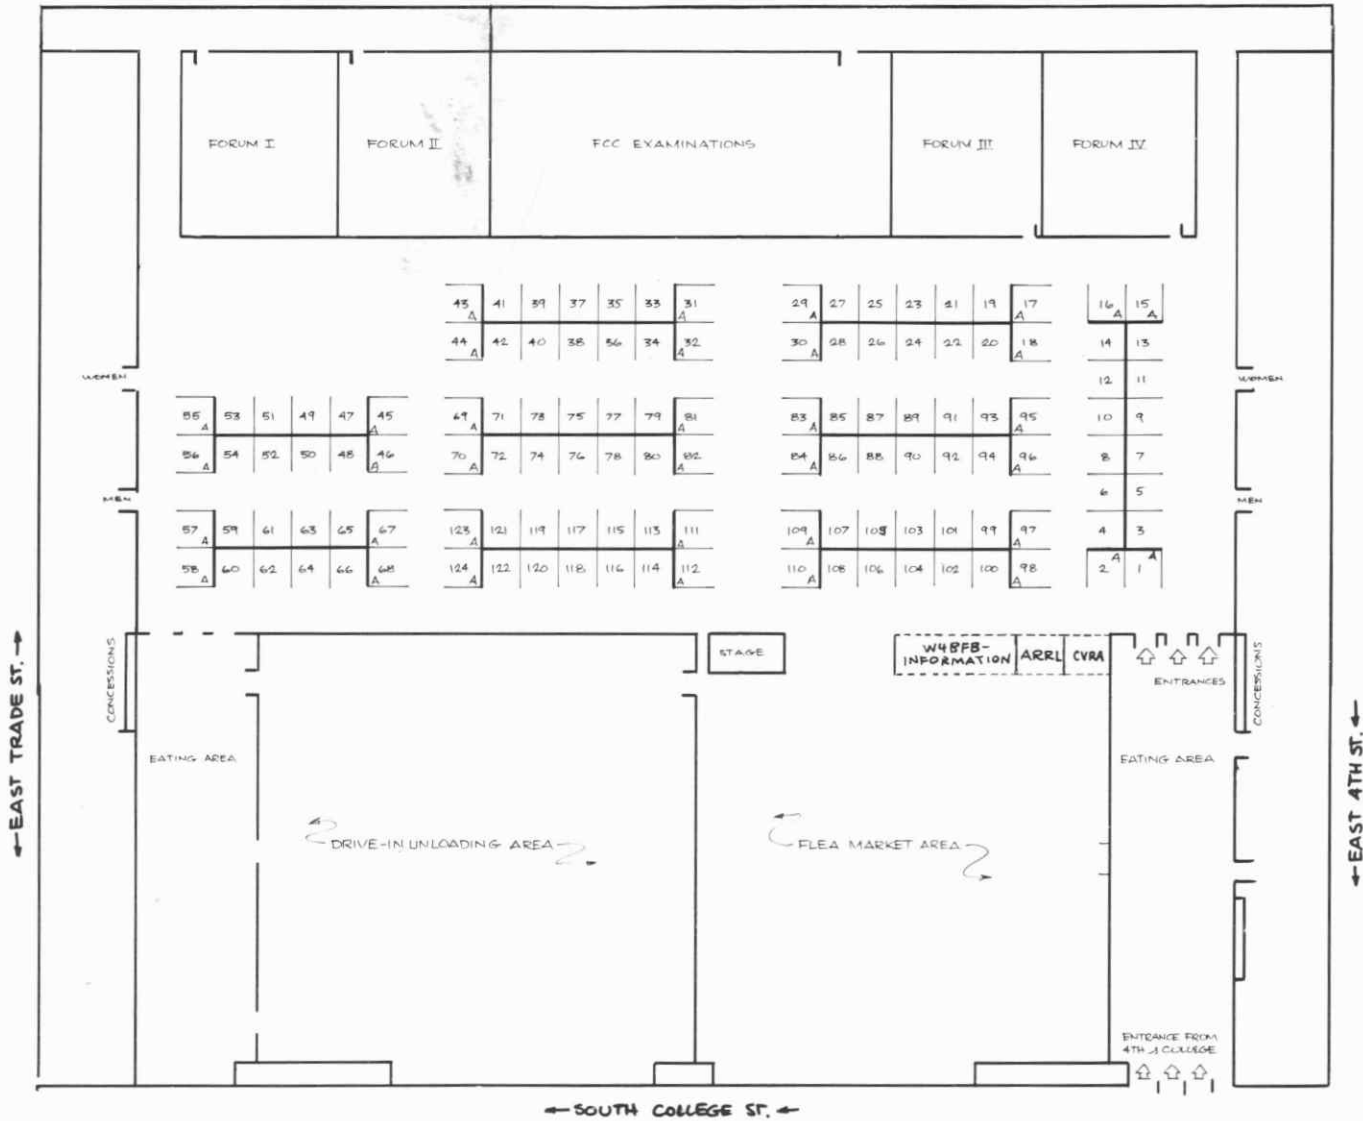 FORUM I FORUM II FCC EXAMINATIONS FORUM III FORUM IV
43 A 41 39 37 35 33 31 29 A 27 25 23 21 19 17 A 16 A 15 A
44 A 42 40 38 36 34 A 32 30 A 28 26 24 22 20 A 18 14 13
WOMEN 12 11 WOMEN
55 A 53 51 49 47 45 A 69 A 71 73 75 77 79 81 A 83 A 85 87 89 91 93 95 A 10 9
56 A 54 52 50 48 46 A 70 A 72 74 76 78 80 82 A 84 A 86 88 90 92 94 96 A 8 7
MEN 6 5 MEN
57 A 59 61 63 65 67 A 123 A 121 119 117 115 113 111 A 109 A 107 105 103 101 99 97 A 4 3
58 A 60 62 64 66 68 A 124 A 122 120 118 116 114 112 A 110 A 108 106 104 102 100 98 A 2 A 1 A
STAGE
W4BFB-
INFORMATION
ARRL
CVRA
ENTRANCES
CONCESSIONS
CONCESSIONS
EATING AREA
EATING AREA
DRIVE-IN UNLOADING AREA
FLEA MARKET AREA
←EAST TRADE ST.→
←EAST 4TH ST.←
ENTRANCE FROM
4TH & COLLEGE
←SOUTH COLLEGE ST.←